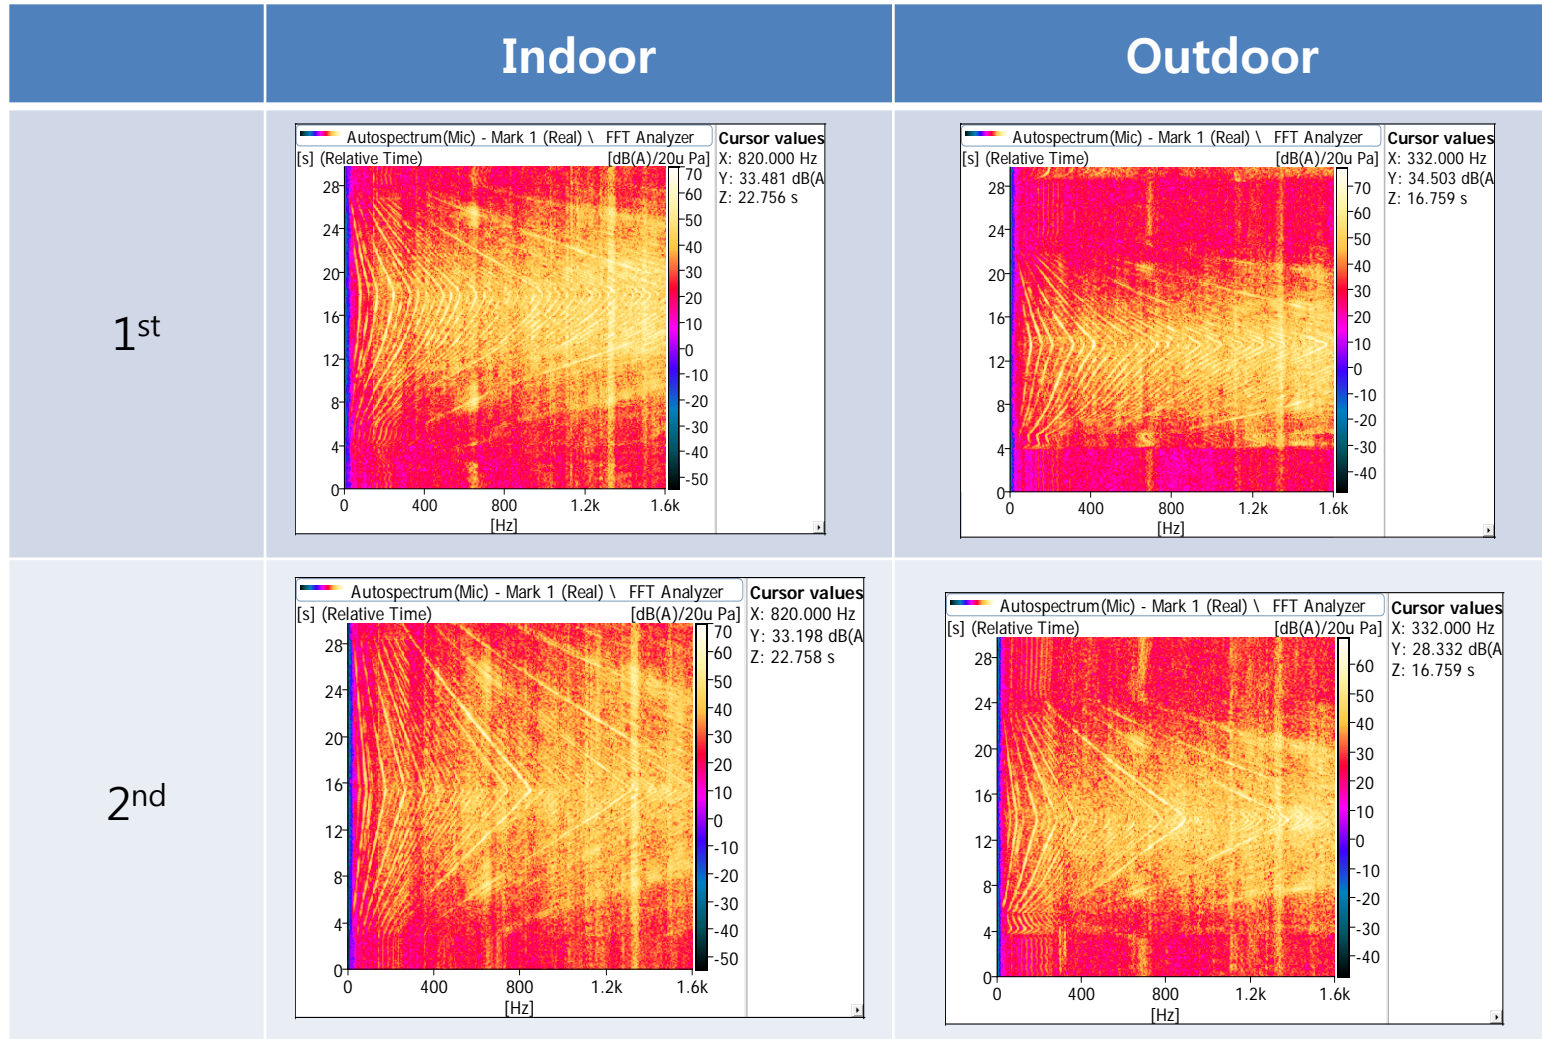 Indoor
Outdoor
1st
Autospectrum(Mic) - Mark 1 (Real) \ FFT Analyzer
[s] (Relative Time)
[dB(A)/20u Pa]
28
24
20
16
12
8
4
0
0 400 800 1.2k 1.6k
[Hz]
70
60
50
40
30
20
10
0
-10
-20
-30
-40
-50
Cursor values
X: 820.000 Hz
Y: 33.481 dB(A
Z: 22.756 s
Autospectrum(Mic) - Mark 1 (Real) \ FFT Analyzer
[s] (Relative Time)
[dB(A)/20u Pa]
28
24
20
16
12
8
4
0
0 400 800 1.2k 1.6k
[Hz]
70
60
50
40
30
20
10
0
-10
-20
-30
-40
Cursor values
X: 332.000 Hz
Y: 34.503 dB(A
Z: 16.759 s
2nd
Autospectrum(Mic) - Mark 1 (Real) \ FFT Analyzer
[s] (Relative Time)
[dB(A)/20u Pa]
28
24
20
16
12
8
4
0
0 400 800 1.2k 1.6k
[Hz]
70
60
50
40
30
20
10
0
-10
-20
-30
-40
-50
Cursor values
X: 820.000 Hz
Y: 33.198 dB(A
Z: 22.758 s
Autospectrum(Mic) - Mark 1 (Real) \ FFT Analyzer
[s] (Relative Time)
[dB(A)/20u Pa]
28
24
20
16
12
8
4
0
0 400 800 1.2k 1.6k
[Hz]
60
50
40
30
20
10
0
-10
-20
-30
-40
Cursor values
X: 332.000 Hz
Y: 28.332 dB(A
Z: 16.759 s